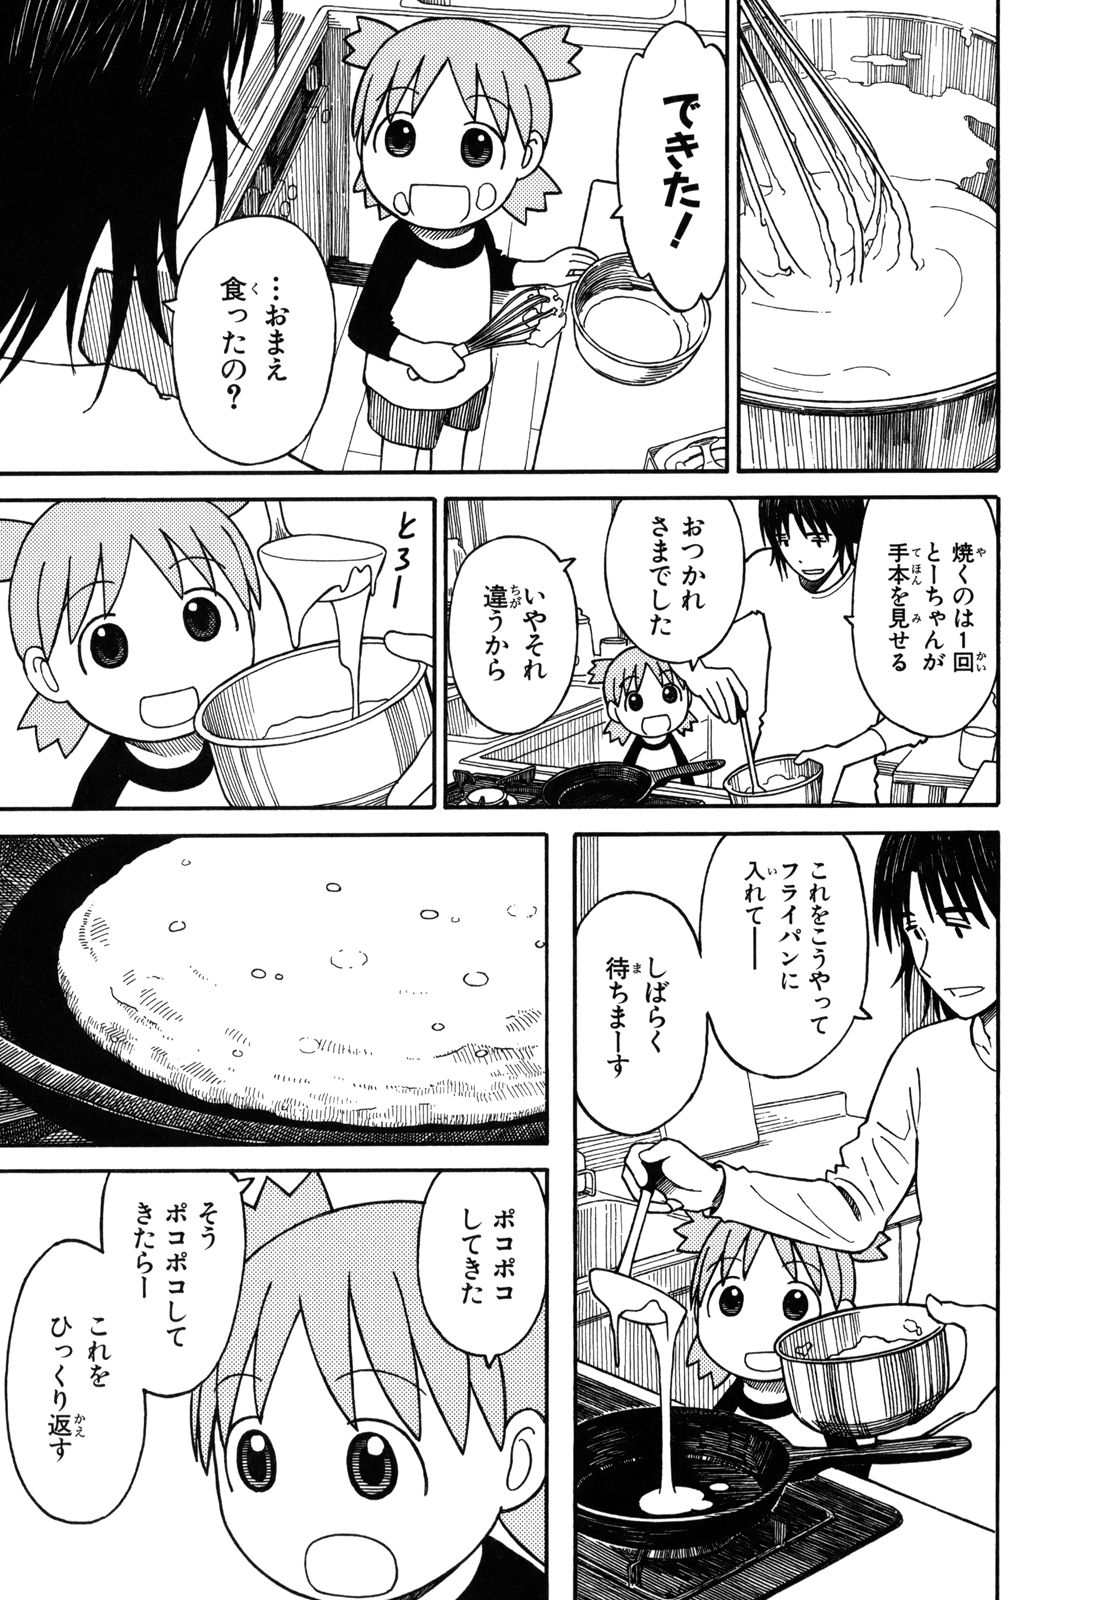 できた！
…おまえ
食ったの？
焼くのは1回
とーちゃんが
手本を見せる
おつかれ
さまでした
いやそれ
違うから
とろー
これをこうやって
フライパンに
入れてー
しばらく
待ちまーす
ポコポコ
してきた
そう
ポコポコして
きたらー
これを
ひっくり返す